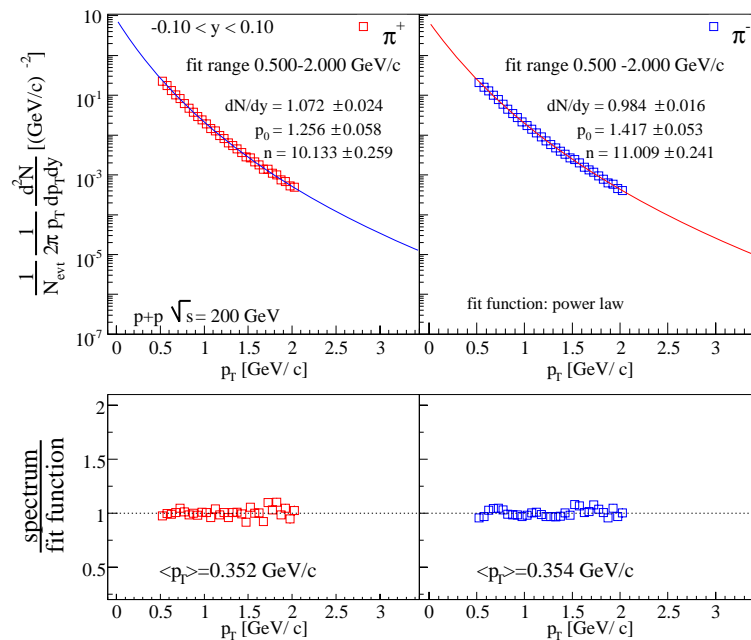 -0.10 < y < 0.10
π+
fit range 0.500-2.000 GeV/c
dN/dy = 1.072 ±0.024
p0 = 1.256 ±0.058
n = 10.133 ±0.259
p+p √s = 200 GeV
π-
fit range 0.500 -2.000 GeV/c
dN/dy = 0.984 ±0.016
p0 = 1.417 ±0.053
n = 11.009 ±0.241
fit function: power law
1/Nevt 1/2π pT d2N/dpTdy [(GeV/c) -2]
10
10-1
10-3
10-5
10-7
0 0.5 1 1.5 2 2.5 3
pT [GeV/ c]
0 0.5 1 1.5 2 2.5 3
pT [GeV/ c]
spectrum
fit function
2
1.5
1
0.5
<pT>=0.352 GeV/c
<pT>=0.354 GeV/c
0 0.5 1 1.5 2 2.5 3
pT [GeV/ c]
0 0.5 1 1.5 2 2.5 3
pT [GeV/ c]